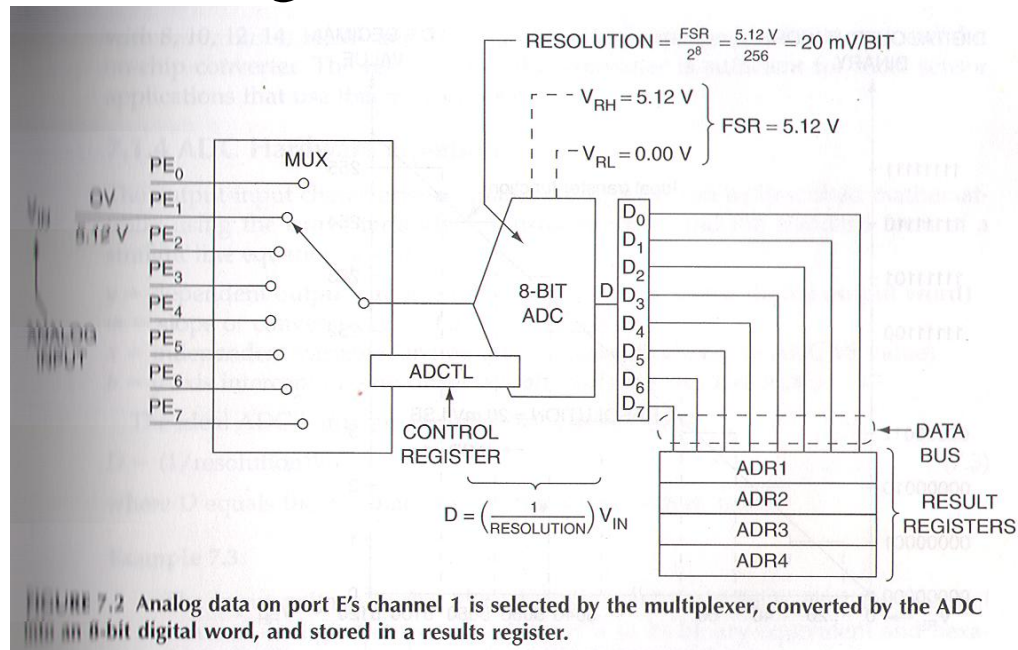 RESOLUTION = FSR / 2⁸ = 5.12 V / 256 = 20 mV/BIT
V_RH = 5.12 V
FSR = 5.12 V
V_RL = 0.00 V
MUX
PE₀
PE₁
PE₂
PE₃
PE₄
PE₅
PE₆
PE₇
V_IN
0V
5.12 V
ANALOG
INPUT
8-BIT
ADC
D
D₀
D₁
D₂
D₃
D₄
D₅
D₆
D₇
ADCTL
CONTROL
REGISTER
D = (1 / RESOLUTION) V_IN
DATA
BUS
ADR1
ADR2
ADR3
ADR4
RESULT
REGISTERS
FIGURE 7.2 Analog data on port E's channel 1 is selected by the multiplexer, converted by the ADC
into an 8-bit digital word, and stored in a results register.